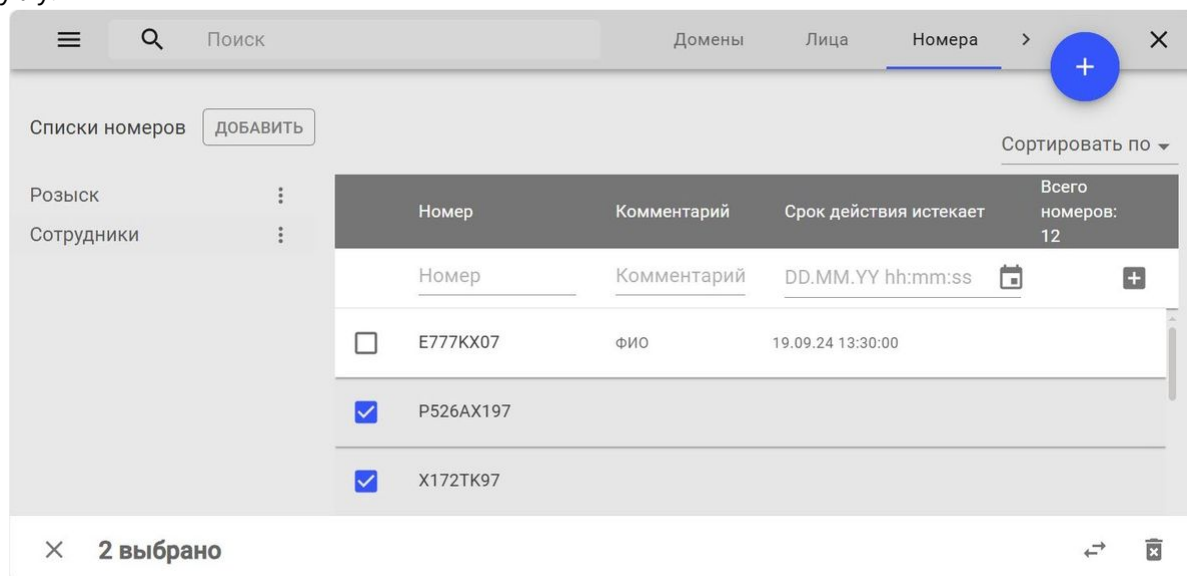 Поиск
Домены
Лица
Номера
Списки номеров
ДОБАВИТЬ
Сортировать по
Розыск
Сотрудники
Номер
Комментарий
Срок действия истекает
Всего
номеров:
12
Номер
Комментарий
DD.MM.YY hh:mm:ss
E777KX07
ФИО
19.09.24 13:30:00
P526AX197
X172TK97
2 выбрано